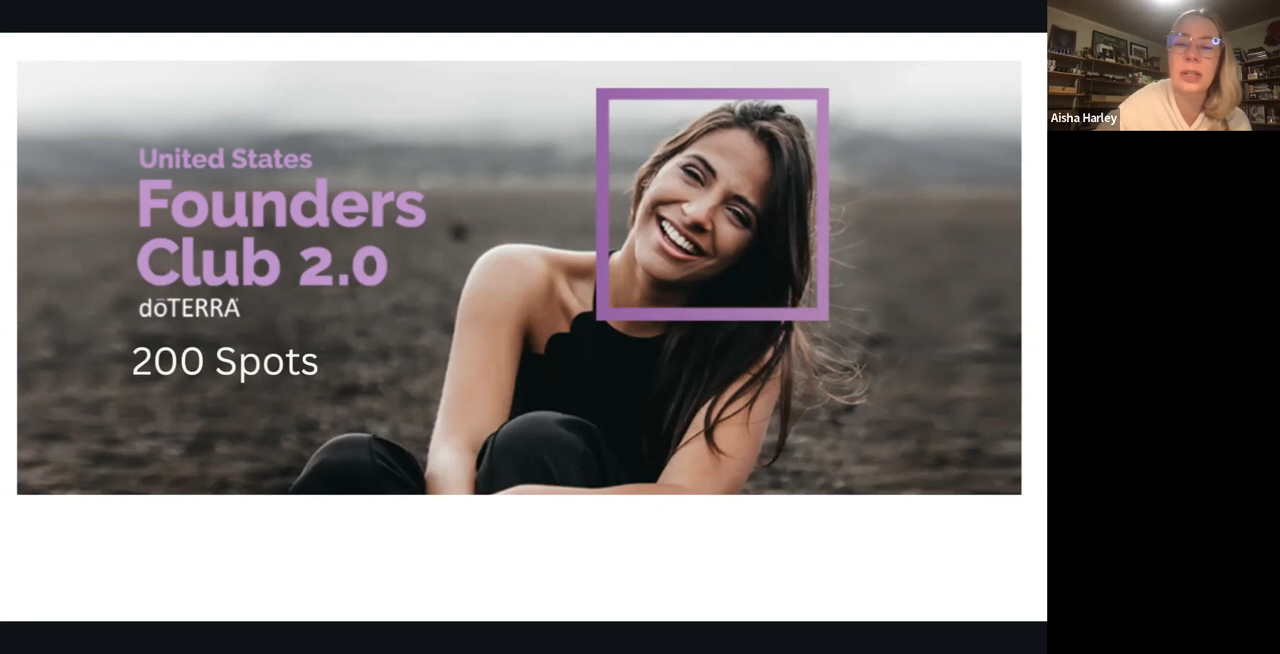 United States
Founders
Club 2.0
dōTERRA
200 Spots
Aisha Harley